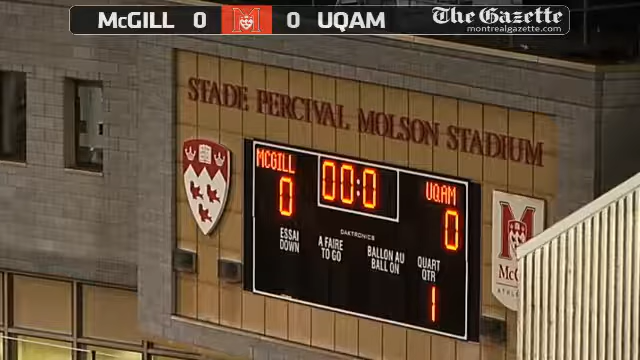 McGILL 0 0 UQAM
The Gazette
montrealgazette.com
STADE PERCIVAL MOLSON STADIUM
MCGILL 00:0 UQAM
0 0
DAKTRONICS
ESSAI A FAIRE BALLON AU QUART
DOWN TO GO BALL ON QTR
1
M